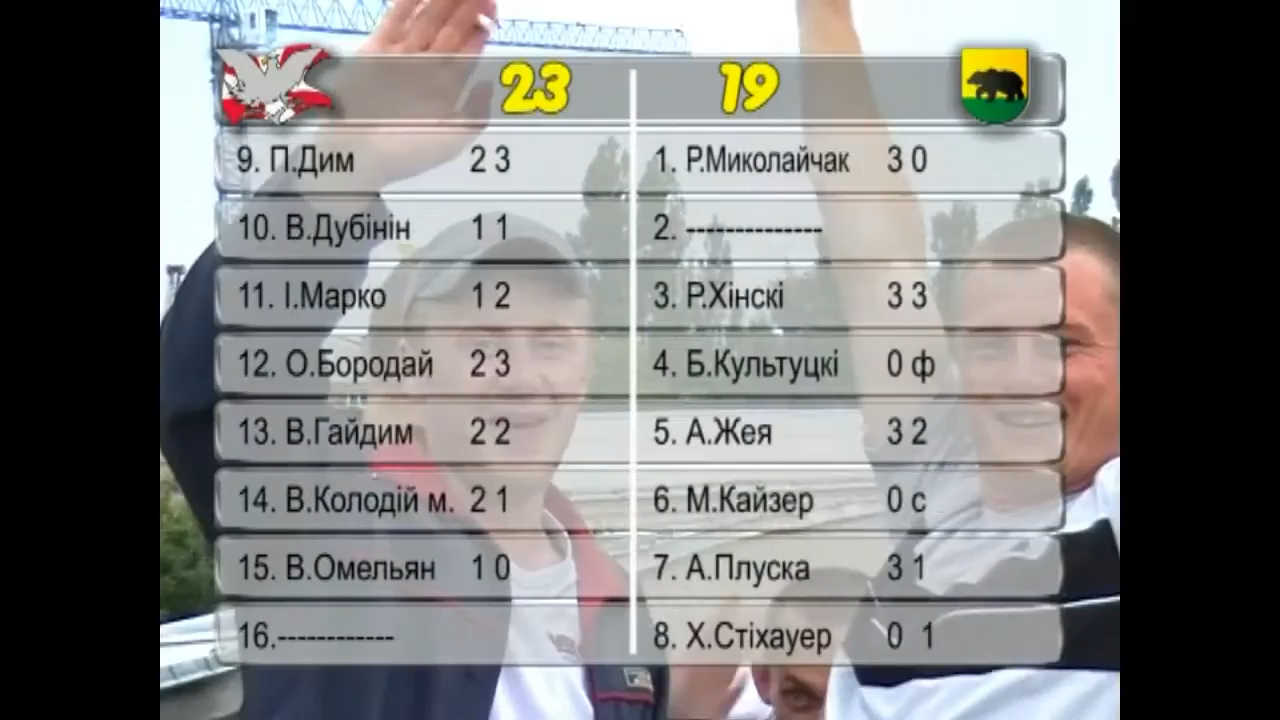 23 19
9. П.Дим 2 3 1. Р.Миколайчак 3 0
10. В.Дубінін 1 1 2. --------------
11. І.Марко 1 2 3. Р.Хінскі 3 3
12. О.Бородай 2 3 4. Б.Культуцкі 0 ф
13. В.Гайдим 2 2 5. А.Жея 3 2
14. В.Колодій м. 2 1 6. М.Кайзер 0 с
15. В.Омельян 1 0 7. А.Плуска 3 1
16.------------ 8. Х.Стіхауер 0 1